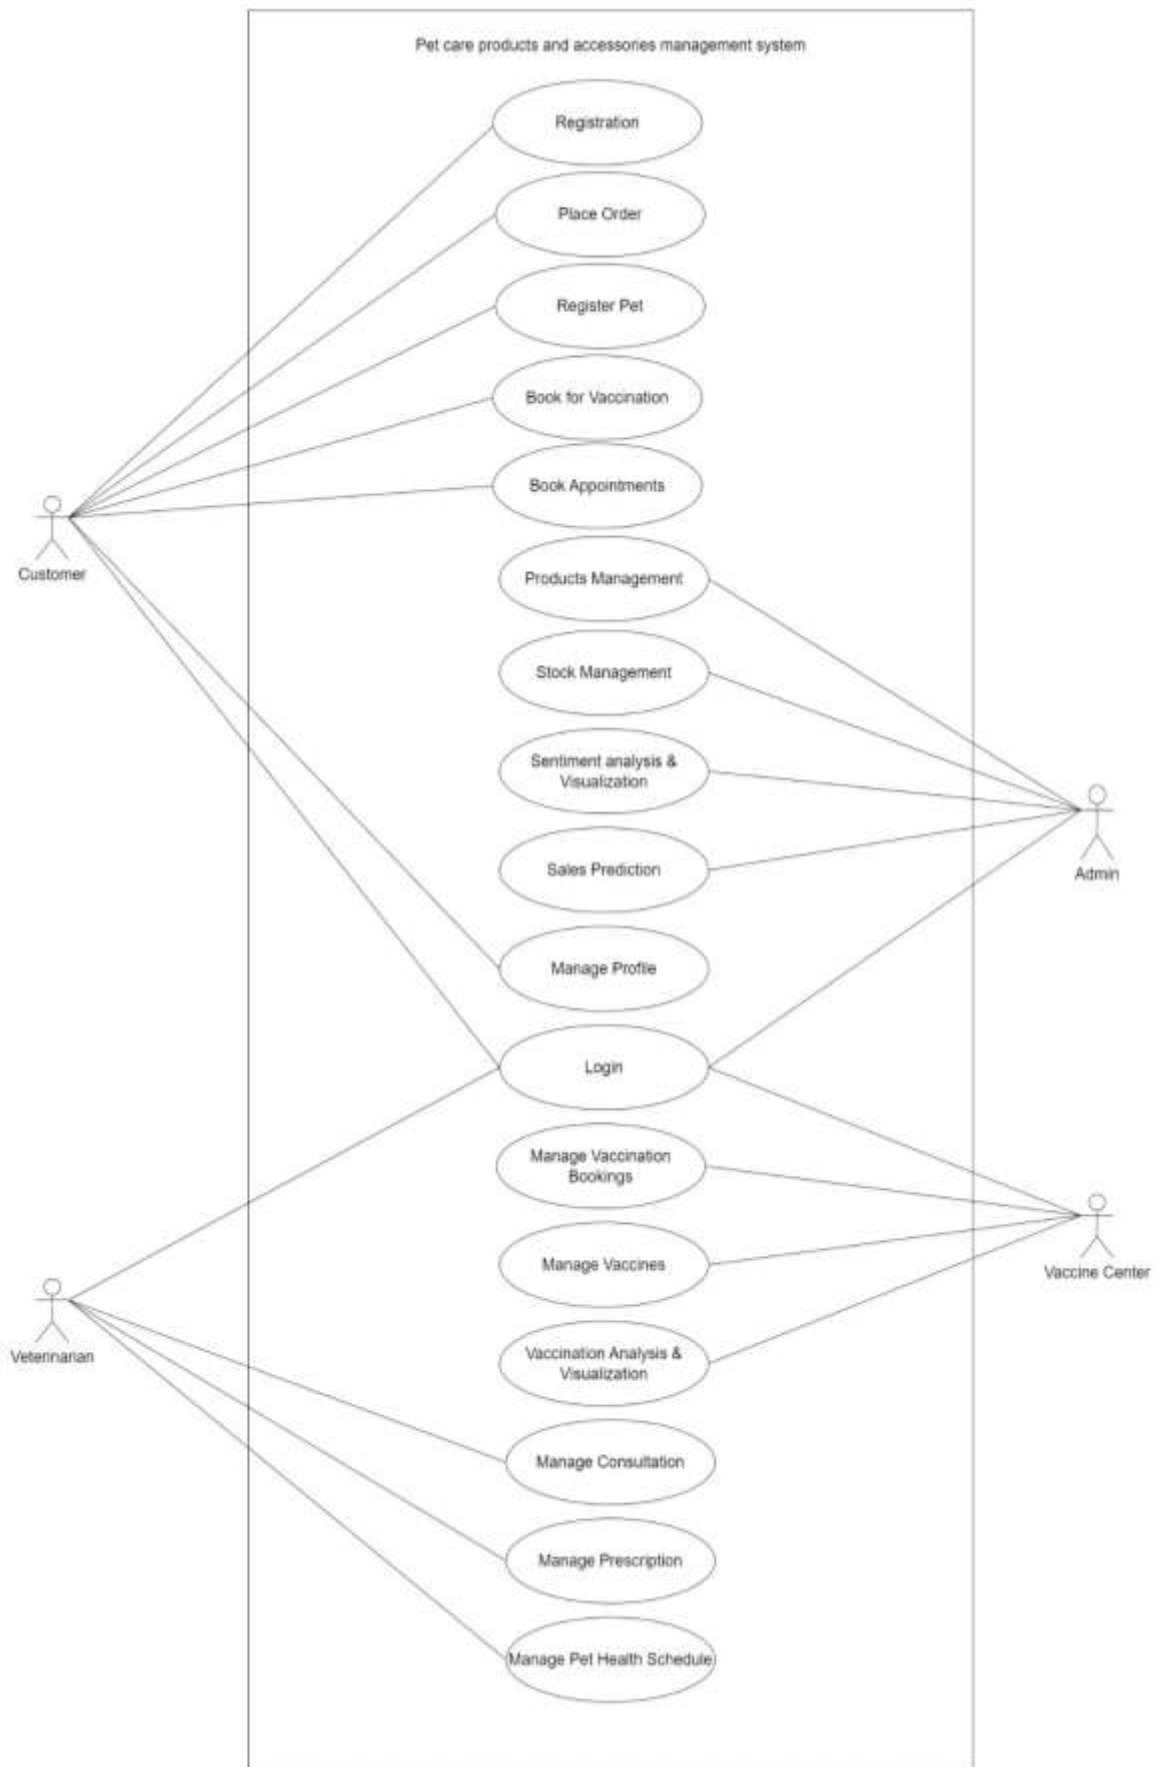 Pet care products and accessories management system
Registration
Place Order
Register Pet
Book for Vaccination
Book Appointments
Customer
Products Management
Stock Management
Sentiment analysis &
Visualization
Admin
Sales Prediction
Manage Profile
Login
Manage Vaccination
Bookings
Manage Vaccines
Vaccine Center
Veterinarian
Vaccination Analysis &
Visualization
Manage Consultation
Manage Prescription
Manage Pet Health Schedule